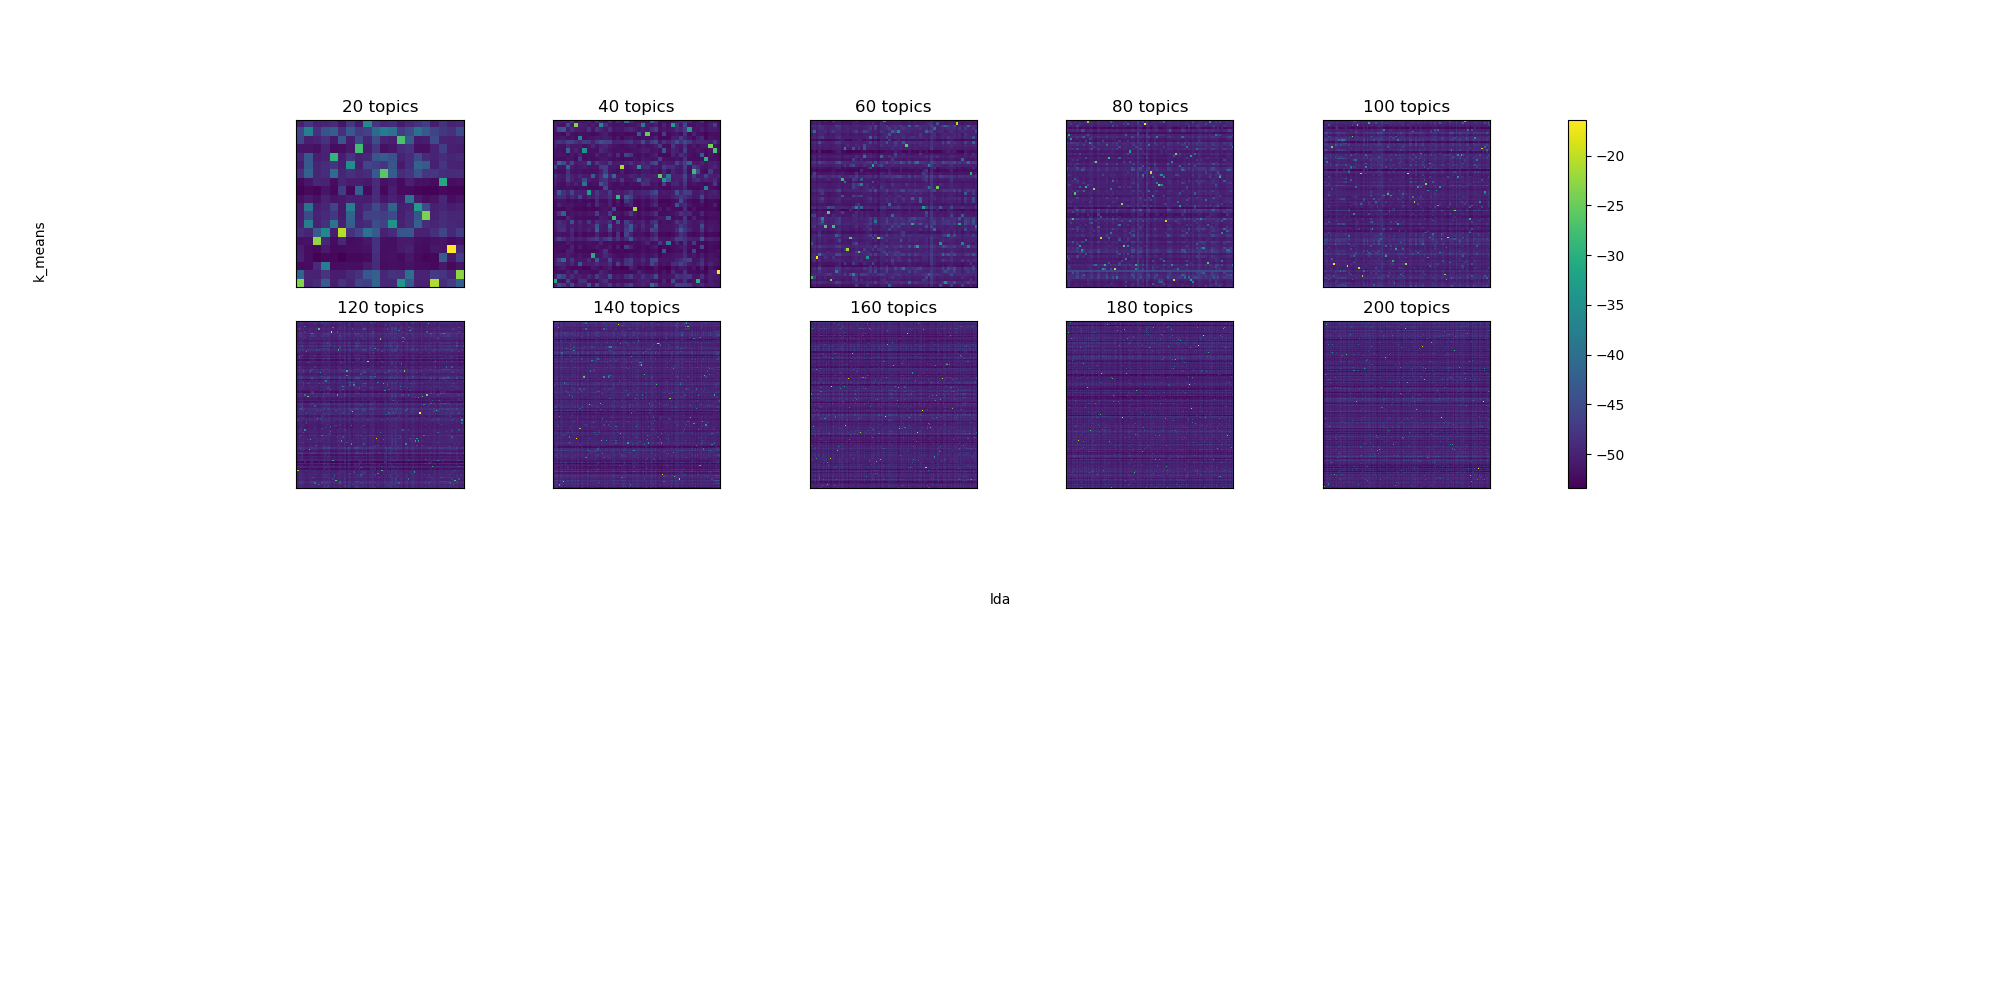 20 topics
40 topics
60 topics
80 topics
100 topics
−20
−25
−30
−35
−40
−45
−50
k_means
120 topics
140 topics
160 topics
180 topics
200 topics
lda